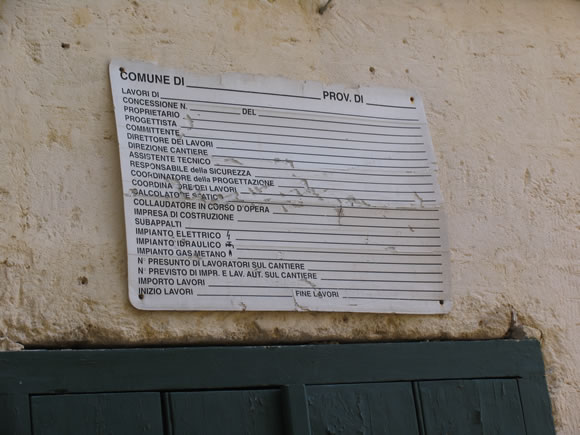 COMUNE DI PROV. DI
LAVORI DI
CONCESSIONE N. DEL
PROPRIETARIO
PROGETTISTA
COMMITTENTE
DIRETTORE DEI LAVORI
DIREZIONE CANTIERE
ASSISTENTE TECNICO
RESPONSABILE della SICUREZZA
COORDINATORE della PROGETTAZIONE
COORDINA RE DEI LAVORI
CALCOLATORE STATICO
COLLAUDATORE IN CORSO D'OPERA
IMPRESA DI COSTRUZIONE
SUBAPPALTI
IMPIANTO ELETTRICO
IMPIANTO IDRAULICO
IMPIANTO GAS METANO
N° PRESUNTO DI LAVORATORI SUL CANTIERE
N° PREVISTO DI IMPR. E LAV. AUT. SUL CANTIERE
IMPORTO LAVORI
INIZIO LAVORI FINE LAVORI